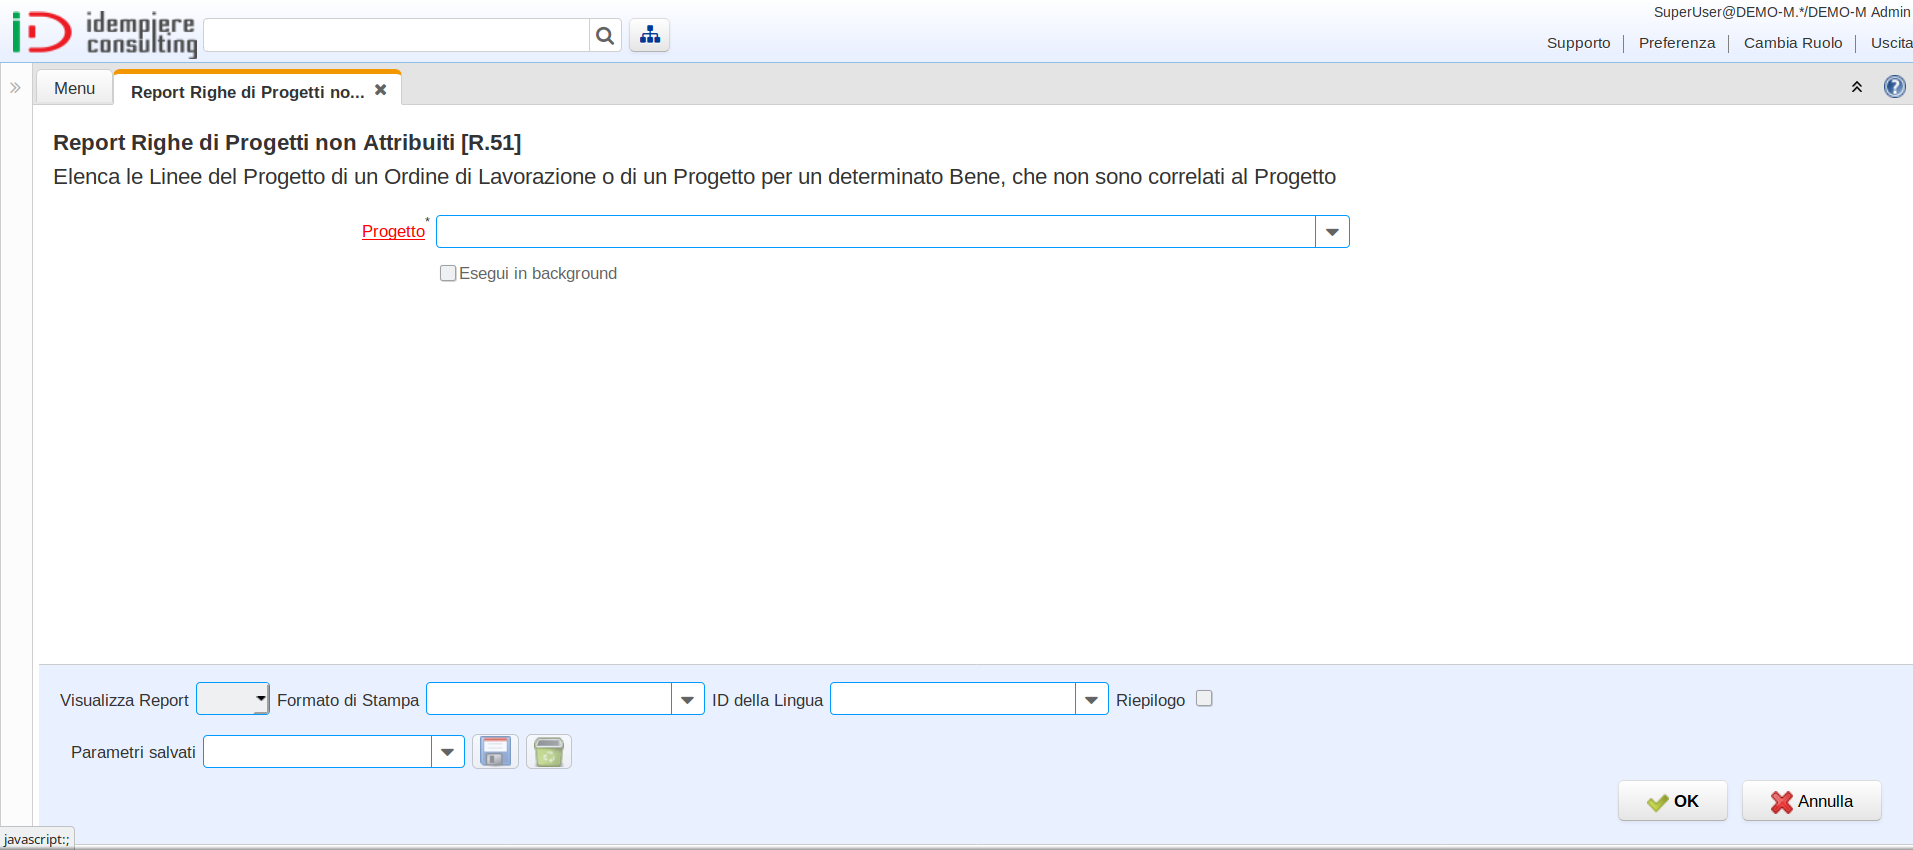 idempiere
consulting
SuperUser@DEMO-M.*/DEMO-M Admin
Supporto Preferenza Cambia Ruolo Uscita
Menu Report Righe di Progetti no...
Report Righe di Progetti non Attribuiti [R.51]
Elenca le Linee del Progetto di un Ordine di Lavorazione o di un Progetto per un determinato Bene, che non sono correlati al Progetto
Progetto*
Esegui in background
Visualizza Report Formato di Stampa ID della Lingua Riepilogo
Parametri salvati
OK Annulla
javascript:;